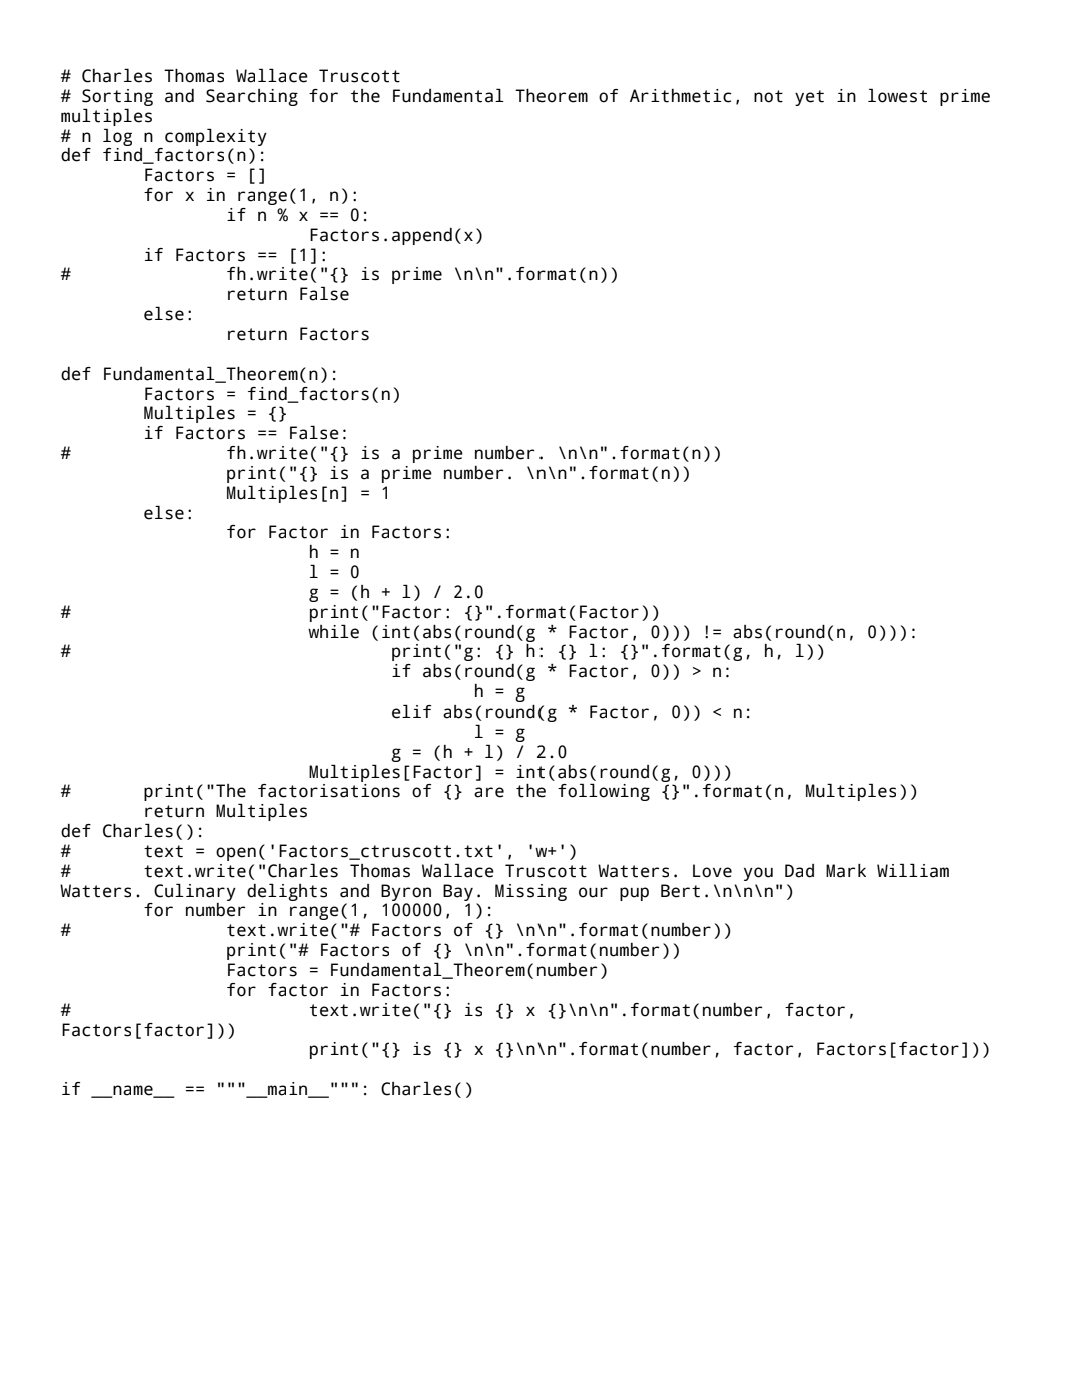 # Charles Thomas Wallace Truscott
# Sorting and Searching for the Fundamental Theorem of Arithmetic, not yet in lowest prime
multiples
# n log n complexity
def find_factors(n):
        Factors = []
        for x in range(1, n):
                if n % x == 0:
                        Factors.append(x)
        if Factors == [1]:
#               fh.write("{} is prime \n\n".format(n))
                return False
        else:
                return Factors

def Fundamental_Theorem(n):
        Factors = find_factors(n)
        Multiples = {}
        if Factors == False:
#               fh.write("{} is a prime number. \n\n".format(n))
                print("{} is a prime number. \n\n".format(n))
                Multiples[n] = 1
        else:
                for Factor in Factors:
                        h = n
                        l = 0
                        g = (h + l) / 2.0
#                       print("Factor: {}".format(Factor))
                        while (int(abs(round(g * Factor, 0))) != abs(round(n, 0))):
#                               print("g: {} h: {} l: {}".format(g, h, l))
                                if abs(round(g * Factor, 0)) > n:
                                        h = g
                                elif abs(round(g * Factor, 0)) < n:
                                        l = g
                                g = (h + l) / 2.0
                        Multiples[Factor] = int(abs(round(g, 0)))
#       print("The factorisations of {} are the following {}".format(n, Multiples))
        return Multiples
def Charles():
#       text = open('Factors_ctruscott.txt', 'w+')
#       text.write("Charles Thomas Wallace Truscott Watters. Love you Dad Mark William
Watters. Culinary delights and Byron Bay. Missing our pup Bert.\n\n\n")
        for number in range(1, 100000, 1):
#               text.write("# Factors of {} \n\n".format(number))
                print("# Factors of {} \n\n".format(number))
                Factors = Fundamental_Theorem(number)
                for factor in Factors:
#                       text.write("{} is {} x {}\n\n".format(number, factor,
Factors[factor]))
                        print("{} is {} x {}\n\n".format(number, factor, Factors[factor]))

if __name__ == """__main__""": Charles()